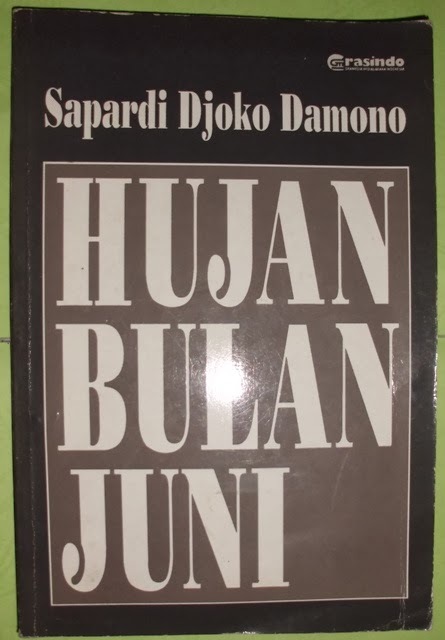 Grasindo
Sapardi Djoko Damono
HUJAN
BULAN
JUNI